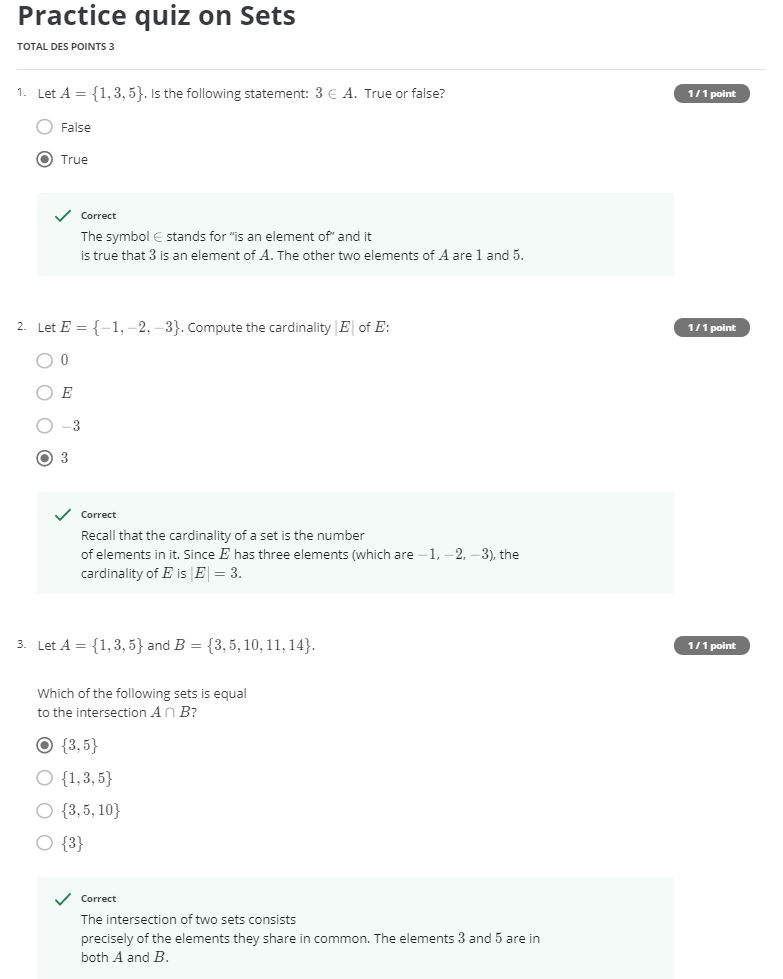 Practice quiz on Sets
TOTAL DES POINTS 3
1. Let A = {1, 3, 5}. Is the following statement: 3 ∈ A. True or false?
1 / 1 point
False
True
Correct
The symbol ∈ stands for “is an element of” and it
is true that 3 is an element of A. The other two elements of A are 1 and 5.
2. Let E = {−1, −2, −3}. Compute the cardinality |E| of E:
1 / 1 point
0
E
−3
3
Correct
Recall that the cardinality of a set is the number
of elements in it. Since E has three elements (which are −1, −2, −3), the
cardinality of E is |E| = 3.
3. Let A = {1, 3, 5} and B = {3, 5, 10, 11, 14}.
1 / 1 point
Which of the following sets is equal
to the intersection A ∩ B?
{3, 5}
{1, 3, 5}
{3, 5, 10}
{3}
Correct
The intersection of two sets consists
precisely of the elements they share in common. The elements 3 and 5 are in
both A and B.